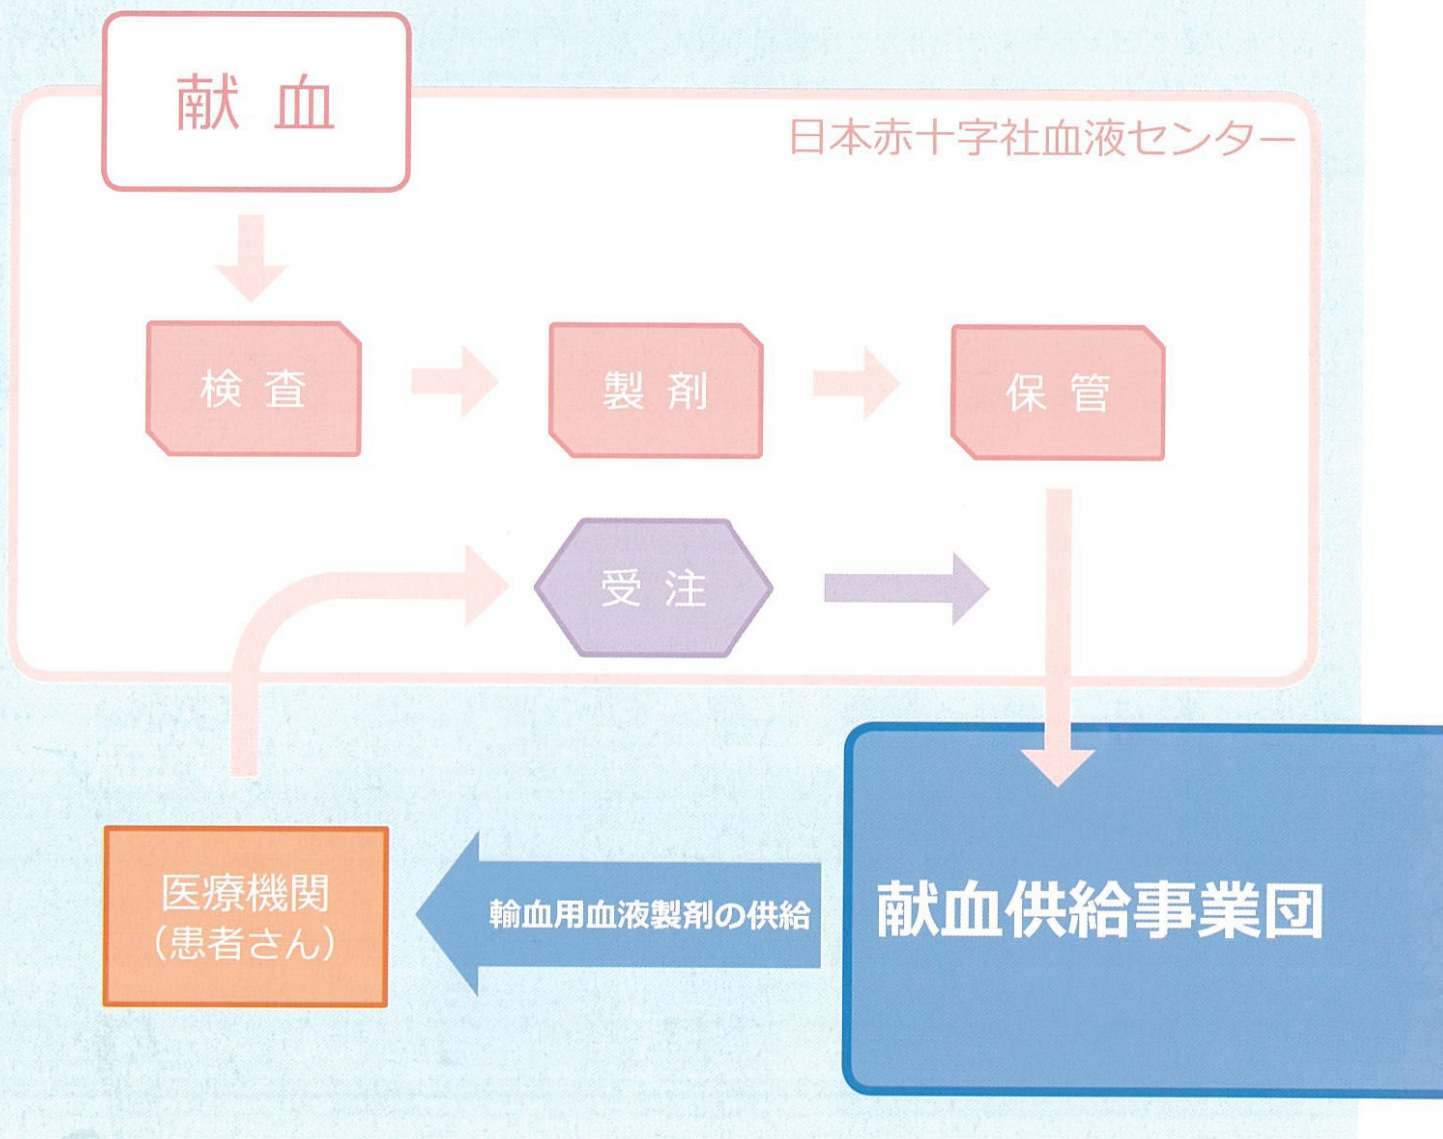 献血
日本赤十字社血液センター
検査
製剤
保管
受注
医療機関
（患者さん）
輸血用血液製剤の供給
献血供給事業団